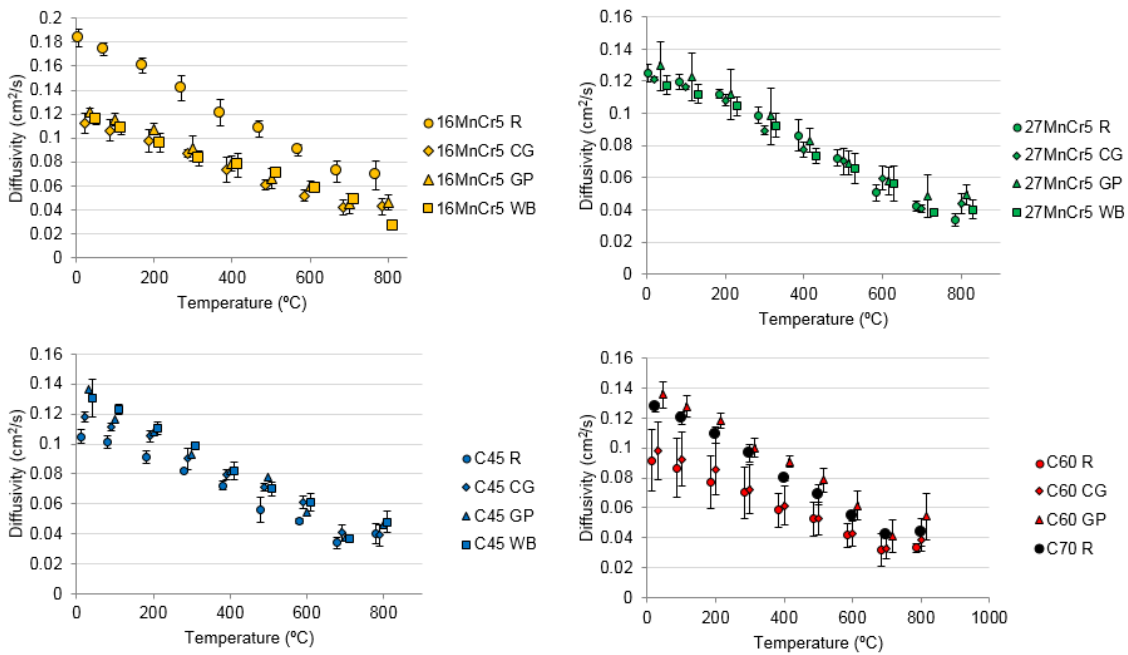 0.2
0.18
0.16
0.14
0.12
0.1
0.08
0.06
0.04
0.02
0
Diffusivity (cm²/s)
0 200 400 600 800
Temperature (ºC)
16MnCr5 R
16MnCr5 CG
16MnCr5 GP
16MnCr5 WB
0.16
0.14
0.12
0.1
0.08
0.06
0.04
0.02
0
Diffusivity (cm²/s)
0 200 400 600 800
Temperature (ºC)
27MnCr5 R
27MnCr5 CG
27MnCr5 GP
27MnCr5 WB
0.16
0.14
0.12
0.1
0.08
0.06
0.04
0.02
0
Diffusivity (cm²/s)
0 200 400 600 800
Temperature (ºC)
C45 R
C45 CG
C45 GP
C45 WB
0.16
0.14
0.12
0.1
0.08
0.06
0.04
0.02
0
Diffusivity (cm²/s)
0 200 400 600 800 1000
Temperature (ºC)
C60 R
C60 CG
C60 GP
C70 R